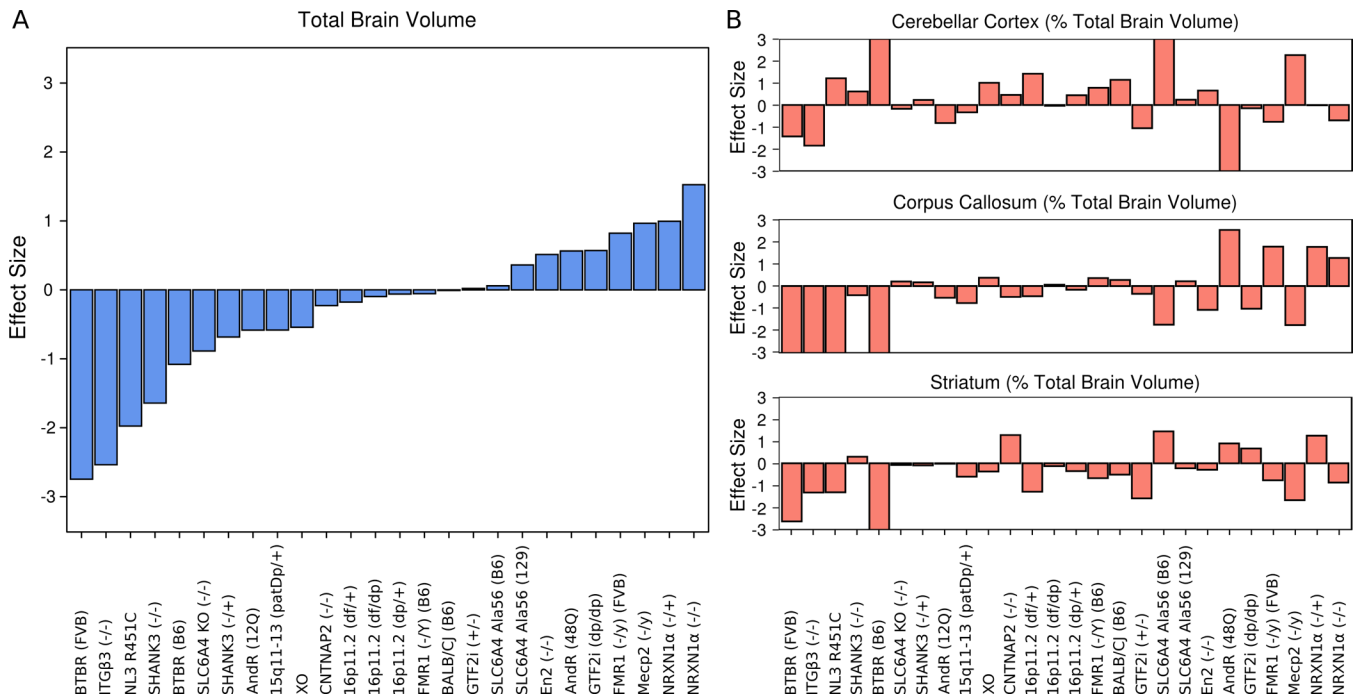 A
Total Brain Volume
Effect Size
3
2
1
0
-1
-2
-3
BTBR (FVB)
ITGβ3 (-/-)
NL3 R451C
SHANK3 (-/-)
BTBR (B6)
SLC6A4 KO (-/-)
SHANK3 (-/+)
AndR (12Q)
15q11-13 (patDp/+)
XO
CNTNAP2 (-/-)
16p11.2 (df/+)
16p11.2 (df/dp)
16p11.2 (dp/+)
FMR1 (-/Y) (B6)
BALB/CJ (B6)
GTF2i (+/-)
SLC6A4 Ala56 (B6)
SLC6A4 Ala56 (129)
En2 (-/-)
AndR (48Q)
GTF2i (dp/dp)
FMR1 (-/y) (FVB)
Mecp2 (-/y)
NRXN1α (-/+)
NRXN1α (-/-)
B
Cerebellar Cortex (% Total Brain Volume)
Effect Size
3
2
1
0
-1
-2
-3
Corpus Callosum (% Total Brain Volume)
Effect Size
3
2
1
0
-1
-2
-3
Striatum (% Total Brain Volume)
Effect Size
3
2
1
0
-1
-2
-3
BTBR (FVB)
ITGβ3 (-/-)
NL3 R451C
SHANK3 (-/-)
BTBR (B6)
SLC6A4 KO (-/-)
SHANK3 (-/+)
AndR (12Q)
15q11-13 (patDp/+)
XO
CNTNAP2 (-/-)
16p11.2 (df/+)
16p11.2 (df/dp)
16p11.2 (dp/+)
FMR1 (-/Y) (B6)
BALB/CJ (B6)
GTF2i (+/-)
SLC6A4 Ala56 (B6)
SLC6A4 Ala56 (129)
En2 (-/-)
AndR (48Q)
GTF2i (dp/dp)
FMR1 (-/y) (FVB)
Mecp2 (-/y)
NRXN1α (-/+)
NRXN1α (-/-)